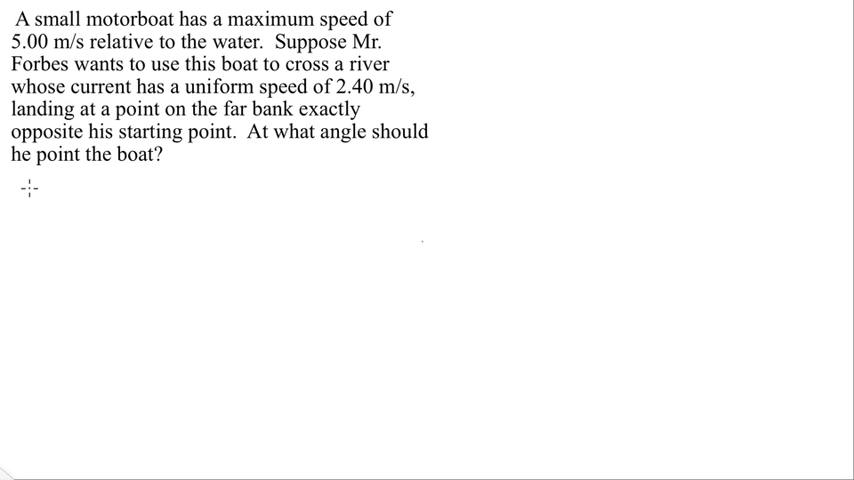 A small motorboat has a maximum speed of
5.00 m/s relative to the water.  Suppose Mr.
Forbes wants to use this boat to cross a river
whose current has a uniform speed of 2.40 m/s,
landing at a point on the far bank exactly
opposite his starting point.  At what angle should
he point the boat?